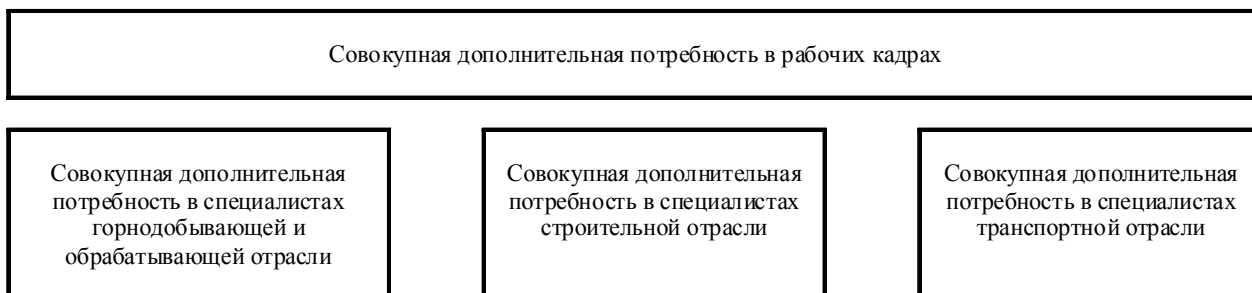 Совокупная дополнительная потребность в рабочих кадрах
Совокупная дополнительная
потребность в специалистах
горнодобывающей и
обрабатывающей отрасли
Совокупная дополнительная
потребность в специалистах
строительной отрасли
Совокупная дополнительная
потребность в специалистах
транспортной отрасли